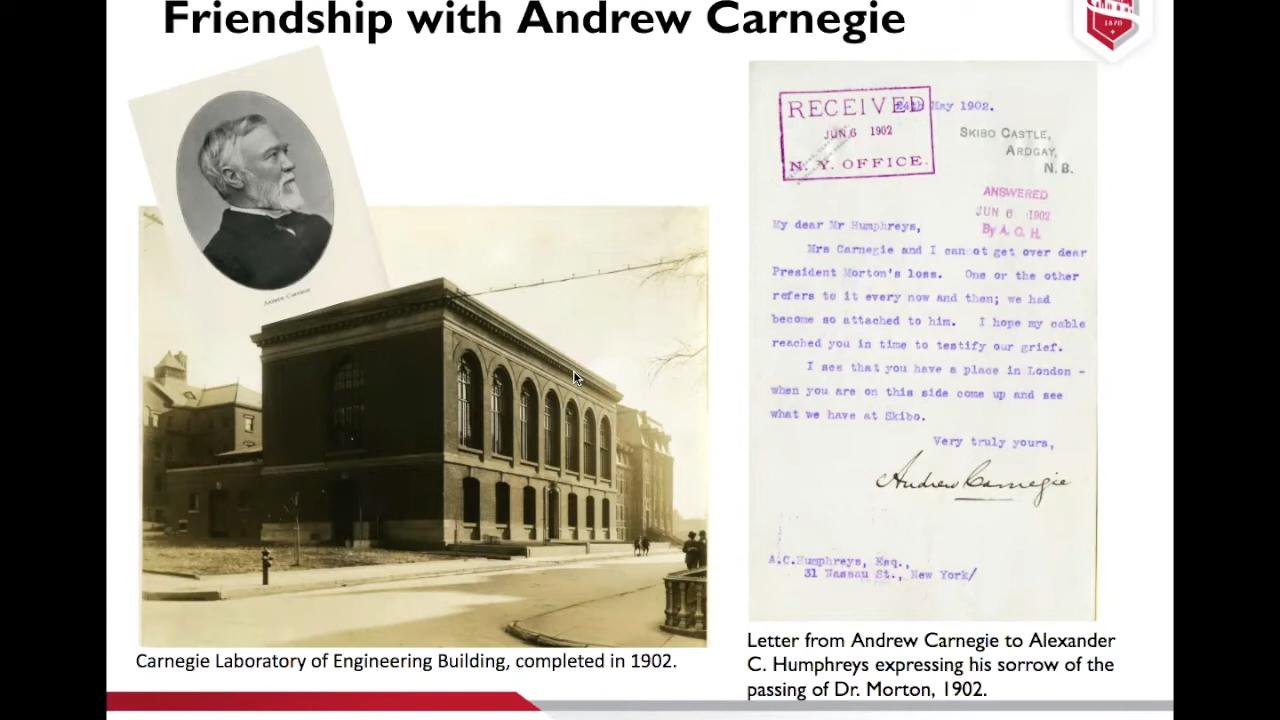 Friendship with Andrew Carnegie
1870
Andrew Carnegie
RECEIVED
JUN 6 1902
N. Y. OFFICE.
24th May 1902.
SKIBO CASTLE,
ARDGAY,
N. B.
ANSWERED
JUN 6 1902
By A. C. H.
My dear Mr Humphreys,
Mrs Carnegie and I cannot get over dear
President Morton's loss. One or the other
refers to it every now and then; we had
become so attached to him. I hope my cable
reached you in time to testify our grief.
I see that you have a place in London -
when you are on this side come up and see
what we have at Skibo.
Very truly yours,
Andrew Carnegie
A.C.Humphreys, Esq.,
31 Nassau St., New York/
Carnegie Laboratory of Engineering Building, completed in 1902.
Letter from Andrew Carnegie to Alexander
C. Humphreys expressing his sorrow of the
passing of Dr. Morton, 1902.